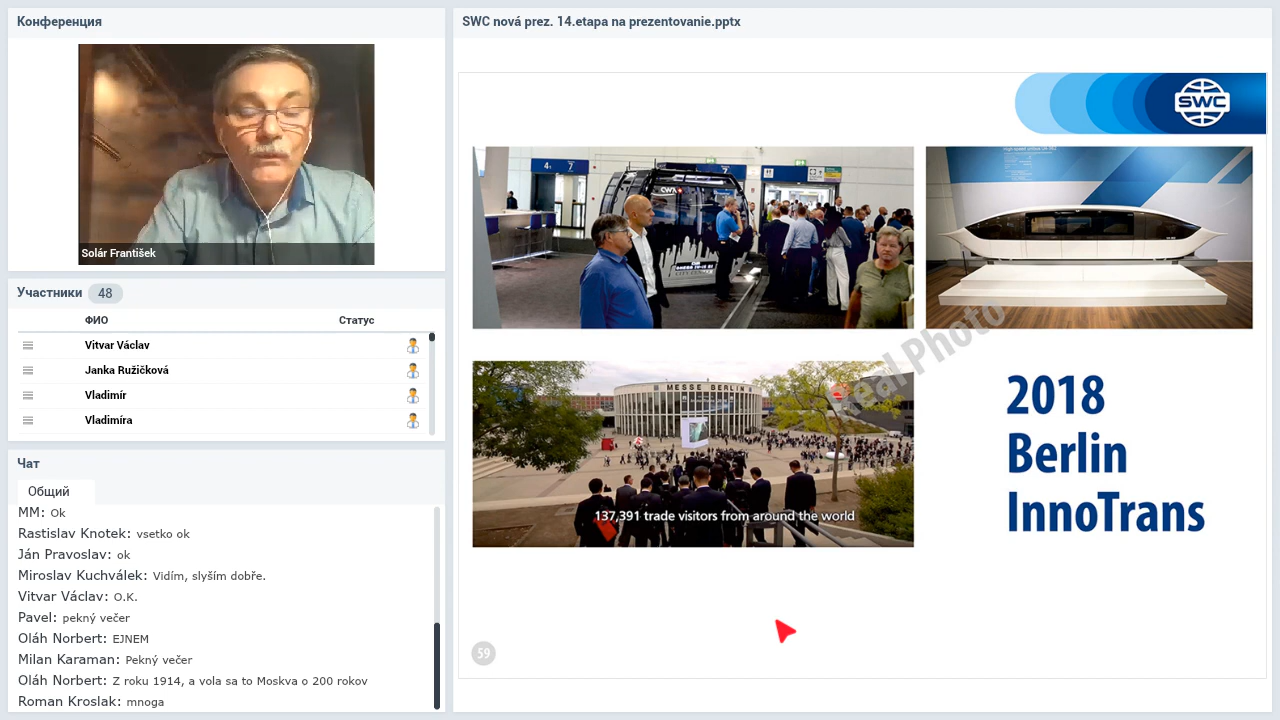 Конференция
Solár František
Участники 48
ФИО
Статус
Vitvar Václav
Janka Ružičková
Vladimír
Vladimíra
Чат
Общий
MM: Ok
Rastislav Knotek: vsetko ok
Ján Pravoslav: ok
Miroslav Kuchválek: Vidím, slyším dobře.
Vitvar Václav: O.K.
Pavel: pekný večer
Oláh Norbert: EJNEM
Milan Karaman: Pekný večer
Oláh Norbert: Z roku 1914, a vola sa to Moskva o 200 rokov
Roman Kroslak: mnoga
SWC nová prez. 14.etapa na prezentovanie.pptx
SWC
4
7
7
CWA
MESSE BERLIN
137,391 trade visitors from around the world
Real Photo
2018
Berlin
InnoTrans
59